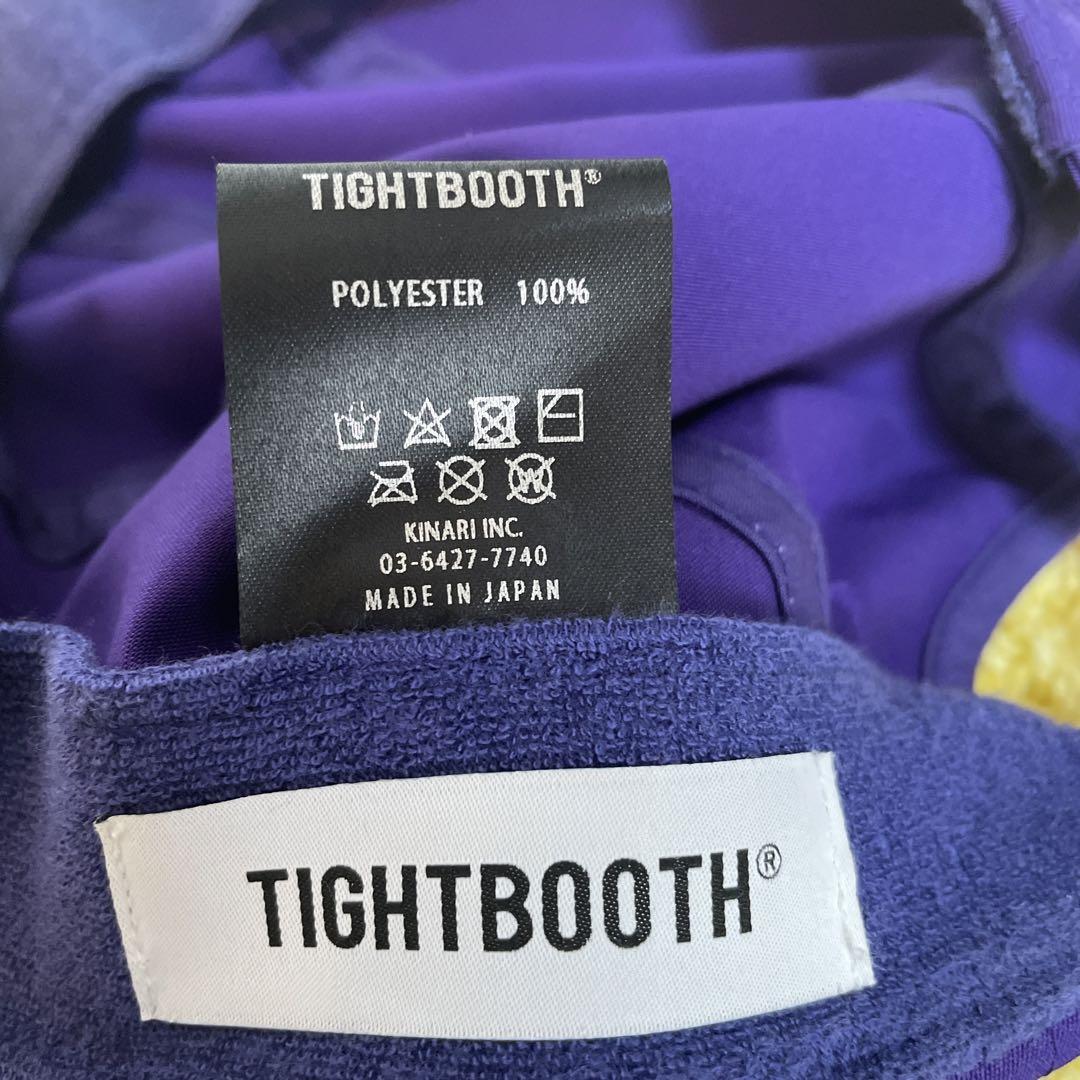 TIGHTBOOTH®
POLYESTER 100%
W
KINARI INC.
03-6427-7740
MADE IN JAPAN
TIGHTBOOTH®